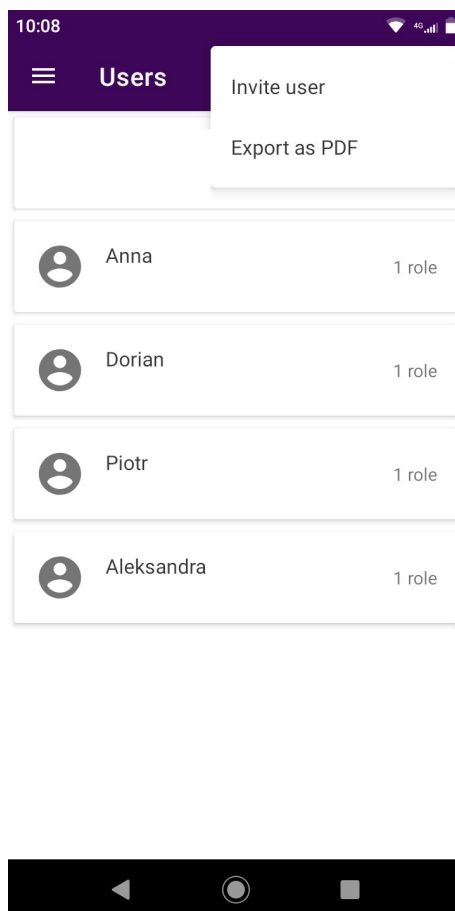 10:08
4G
Users
Invite user
Export as PDF
Anna
1 role
Dorian
1 role
Piotr
1 role
Aleksandra
1 role